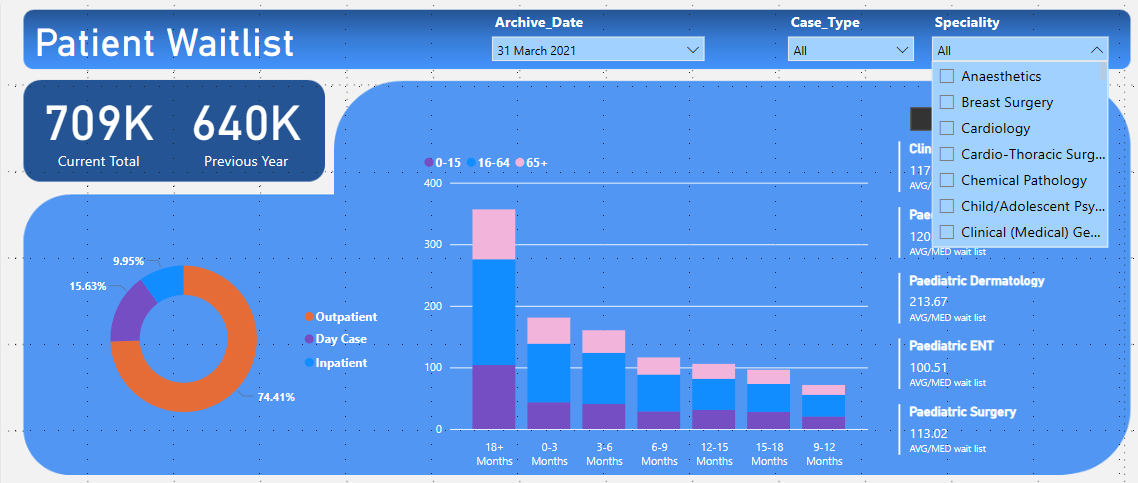 Patient Waitlist
Archive_Date
31 March 2021
Case_Type
All
Speciality
All
Anaesthetics
Breast Surgery
Cardiology
Cardio-Thoracic Surg...
Chemical Pathology
Child/Adolescent Psy...
Clinical (Medical) Ge...
709K
Current Total
640K
Previous Year
9.95%
15.63%
74.41%
Outpatient
Day Case
Inpatient
0-15 16-64 65+
400
300
200
100
0
18+ Months
0-3 Months
3-6 Months
6-9 Months
12-15 Months
15-18 Months
9-12 Months
Clin
117
AVG/MED
Pae
120
AVG/MED wait list
Paediatric Dermatology
213.67
AVG/MED wait list
Paediatric ENT
100.51
AVG/MED wait list
Paediatric Surgery
113.02
AVG/MED wait list